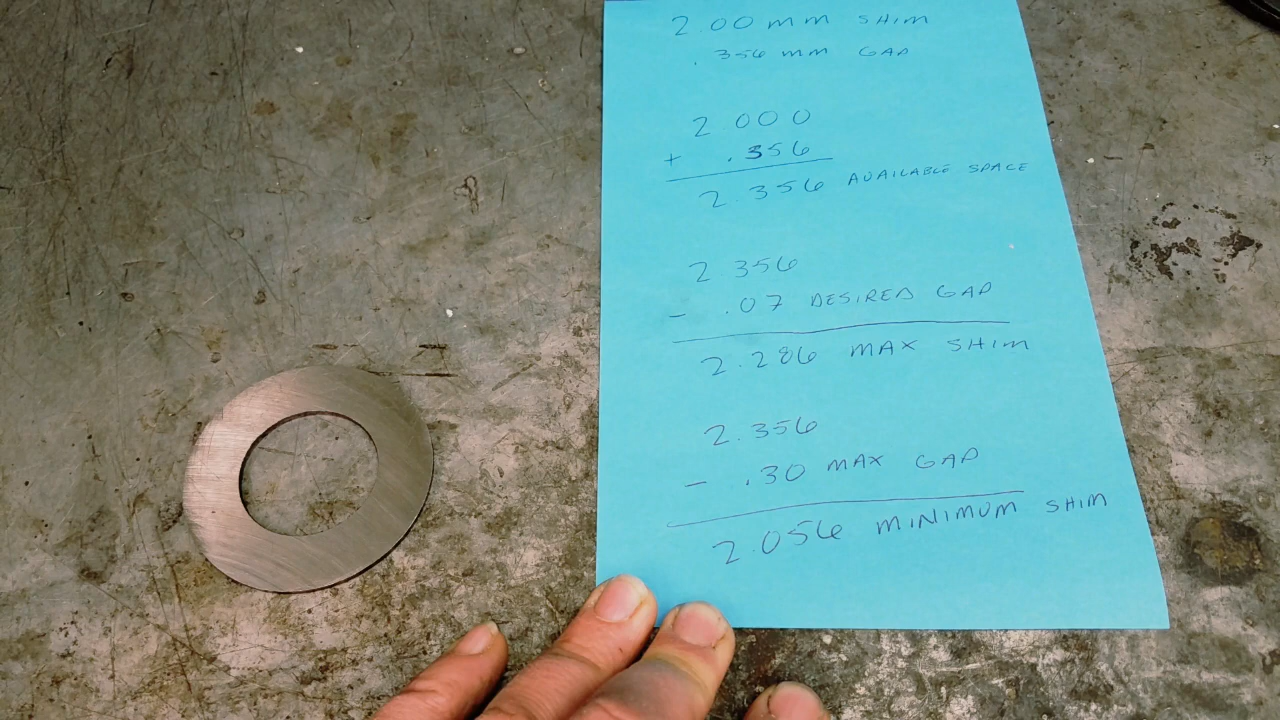 2.00 mm SHIM
.356 mm GAP
2.000
+ .356
2.356 AVAILABLE SPACE
2 356
- .07 DESIRED GAP
2.286 MAX SHIM
2.356
- .30 MAX GAP
2.056 MINIMUM SHIM